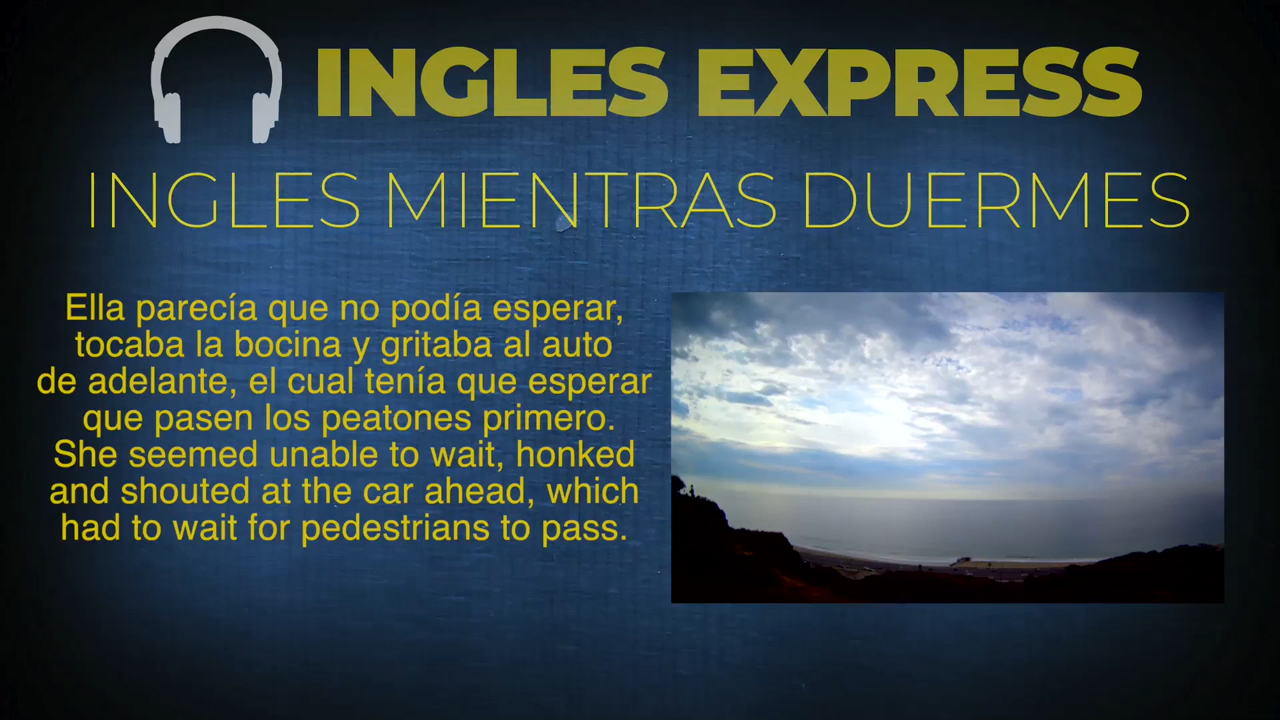 INGLES EXPRESS
INGLES MIENTRAS DUERMES
Ella parecía que no podía esperar,
tocaba la bocina y gritaba al auto
de adelante, el cual tenía que esperar
que pasen los peatones primero.
She seemed unable to wait, honked
and shouted at the car ahead, which
had to wait for pedestrians to pass.